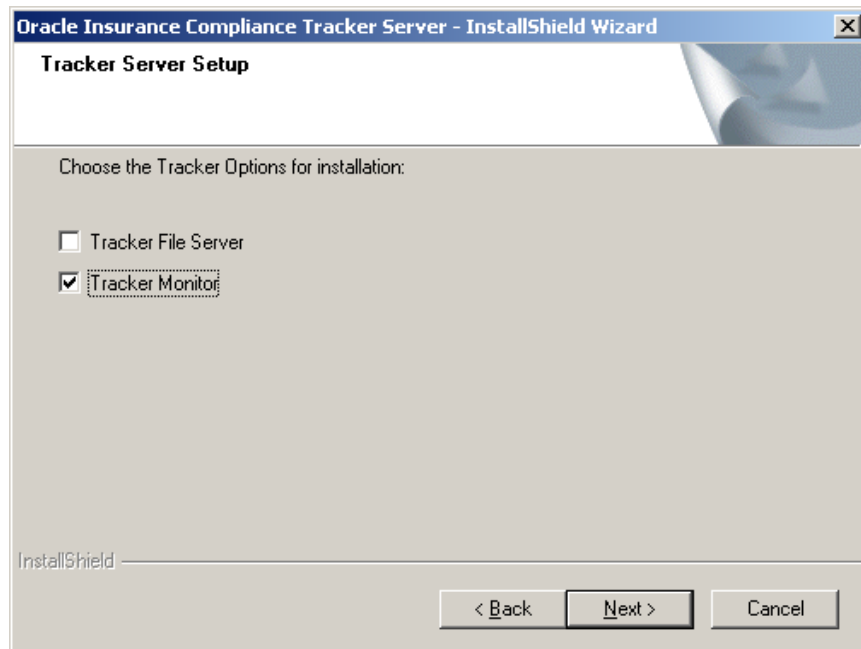 Oracle Insurance Compliance Tracker Server - InstallShield Wizard
Tracker Server Setup
Choose the Tracker Options for installation:
Tracker File Server
Tracker Monitor
InstallShield
< Back Next > Cancel